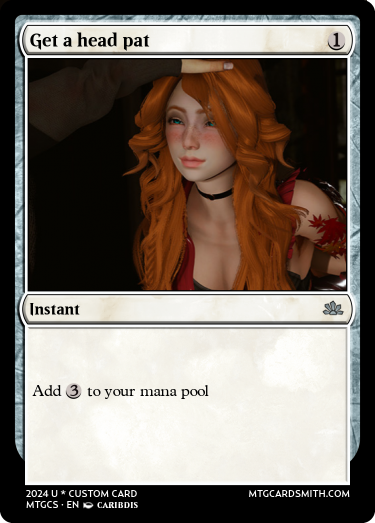 Get a head pat 1
Instant
Add 3 to your mana pool
2024 U * CUSTOM CARD
MTGCARDSMITH.COM
MTGCS · EN CARIBDIS